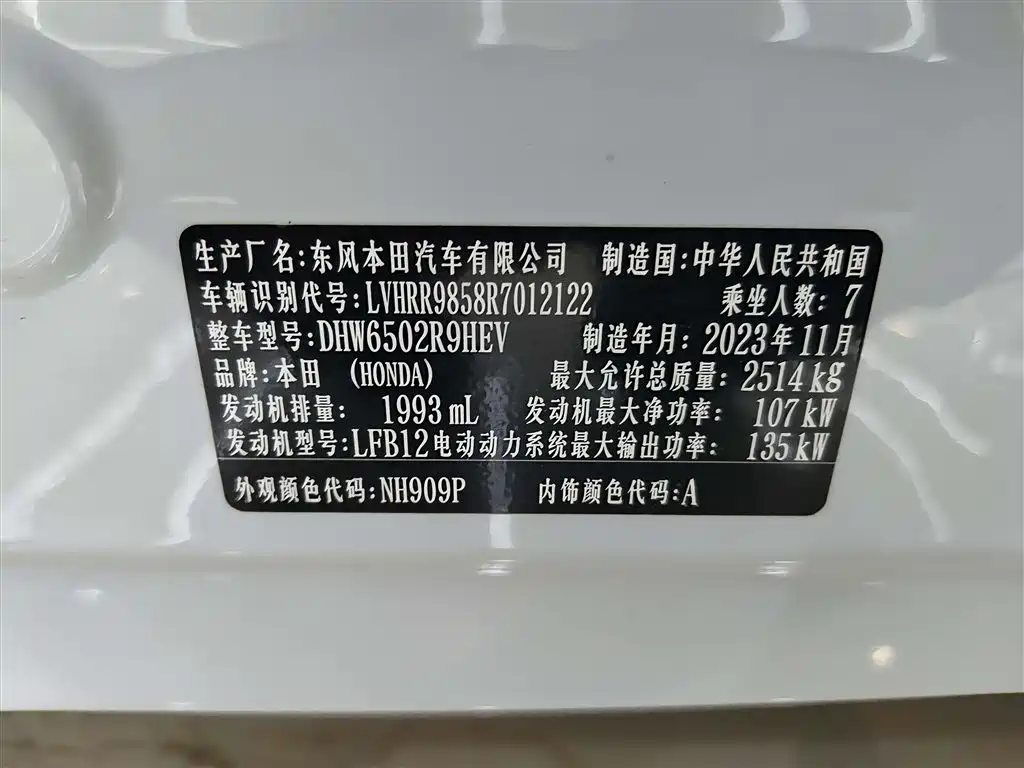 生产厂名:东风本田汽车有限公司 制造国:中华人民共和国
车辆识别代号:LVHRR9858R7012122 乘坐人数: 7
整车型号:DHW6502R9HEV 制造年月: 2023年11月
品牌:本田 (HONDA) 最大允许总质量: 2514kg
发动机排量: 1993mL 发动机最大净功率: 107kW
发动机型号:LFB12 电动动力系统最大输出功率: 135kW
外观颜色代码:NH909P 内饰颜色代码:A